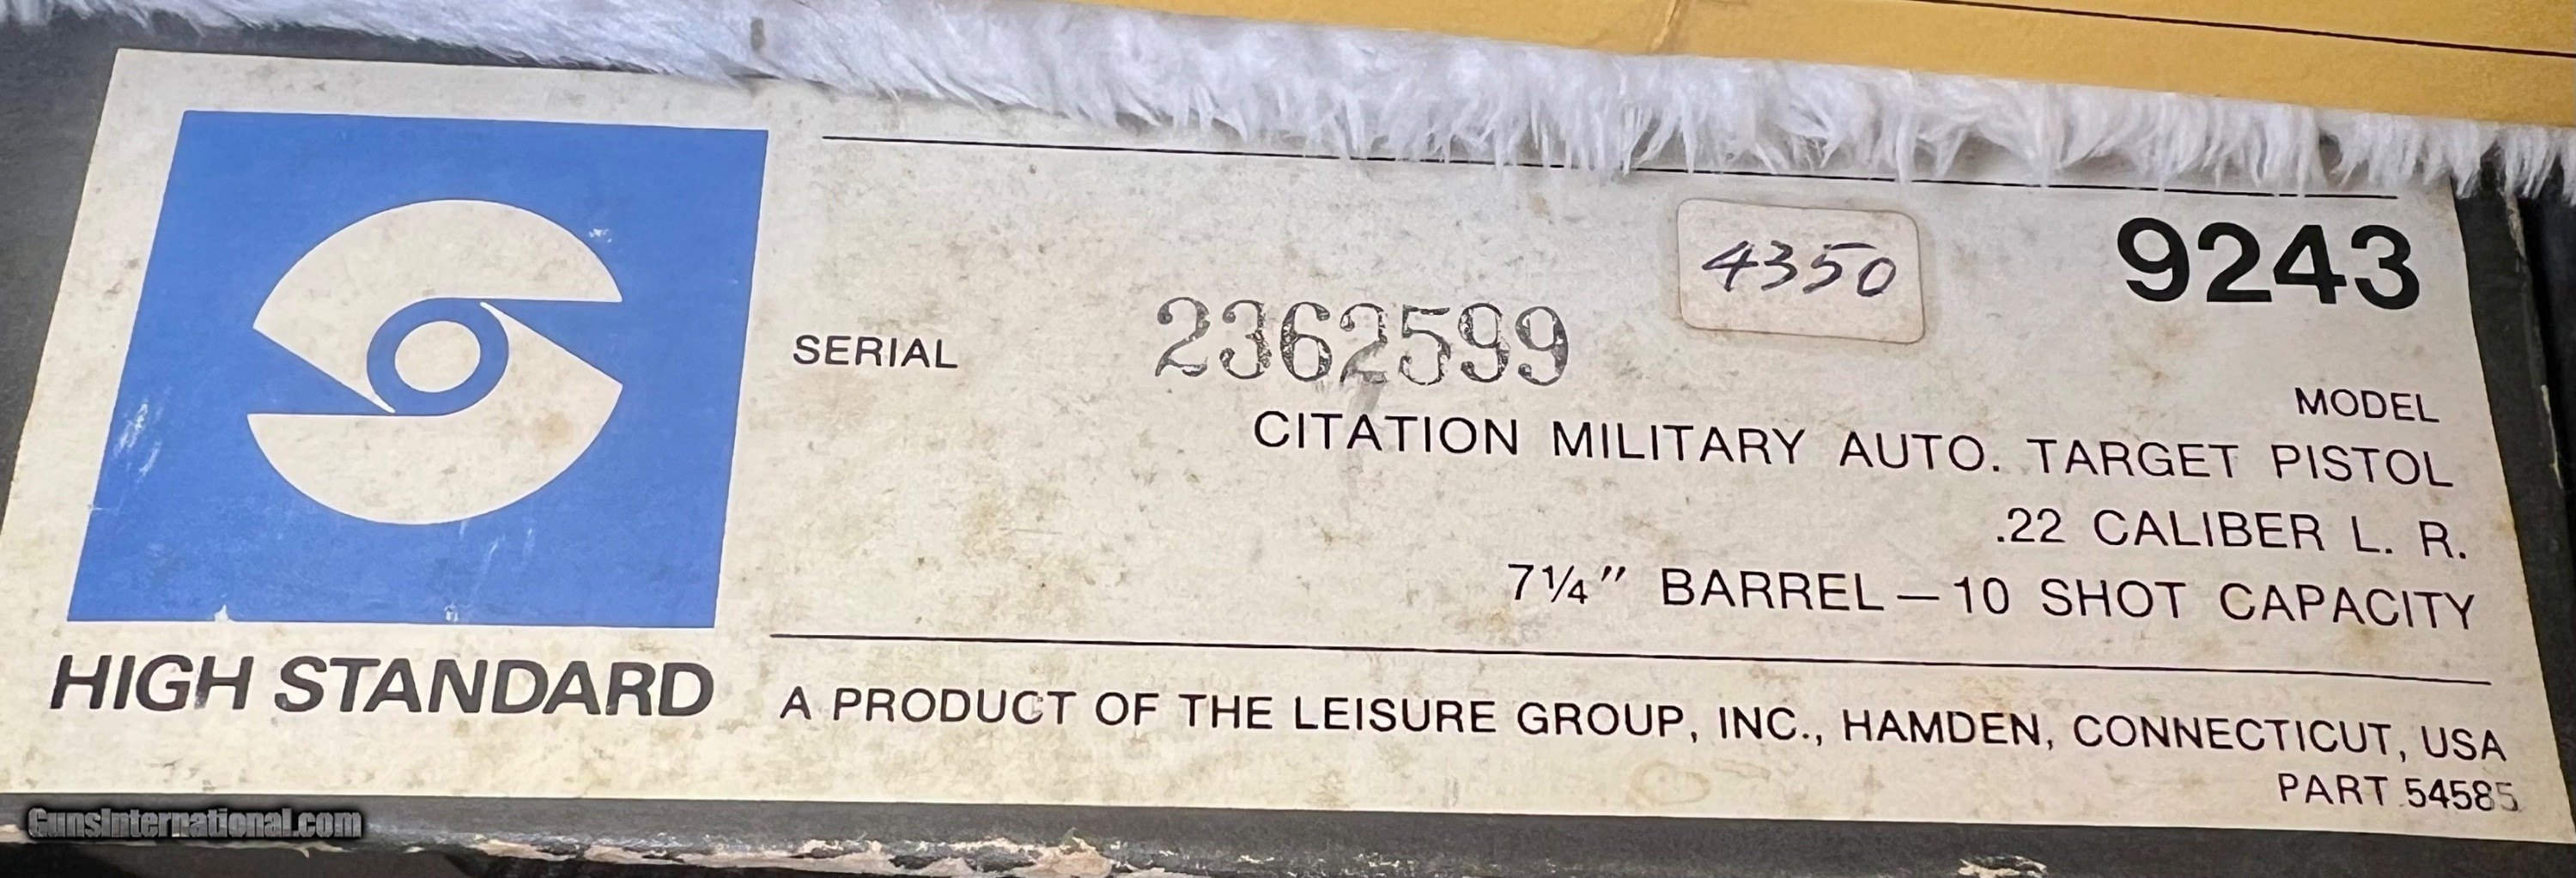 4350
9243
SERIAL 2362599
MODEL
CITATION MILITARY AUTO. TARGET PISTOL
.22 CALIBER L. R.
7¼" BARREL — 10 SHOT CAPACITY
HIGH STANDARD
A PRODUCT OF THE LEISURE GROUP, INC., HAMDEN, CONNECTICUT, USA
PART 54585
GunsInternational.com